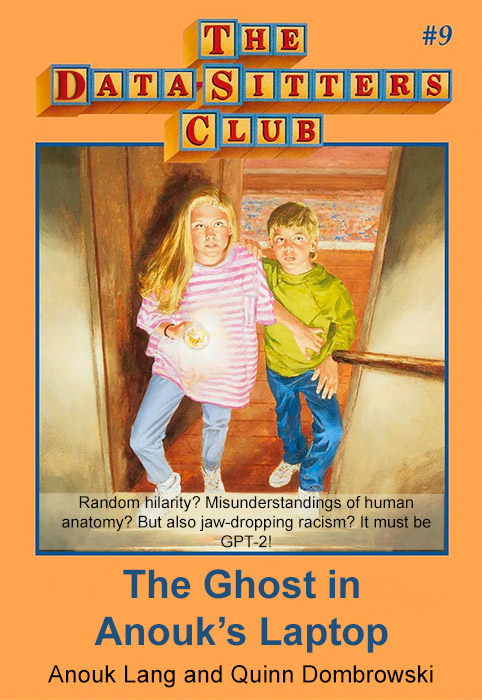 THE
#9
DATA SITTERS
CLUB
Random hilarity? Misunderstandings of human
anatomy? But also jaw-dropping racism? It must be
GPT-2!
The Ghost in
Anouk's Laptop
Anouk Lang and Quinn Dombrowski